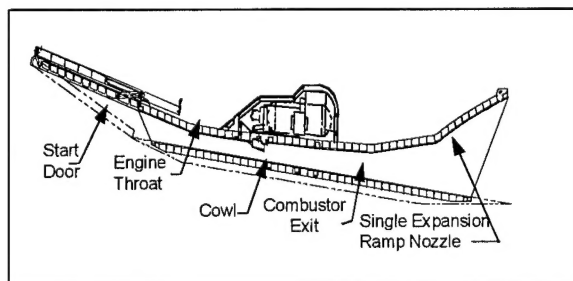 Start
Door
Engine
Throat
Cowl
Combustor
Exit
Single Expansion
Ramp Nozzle